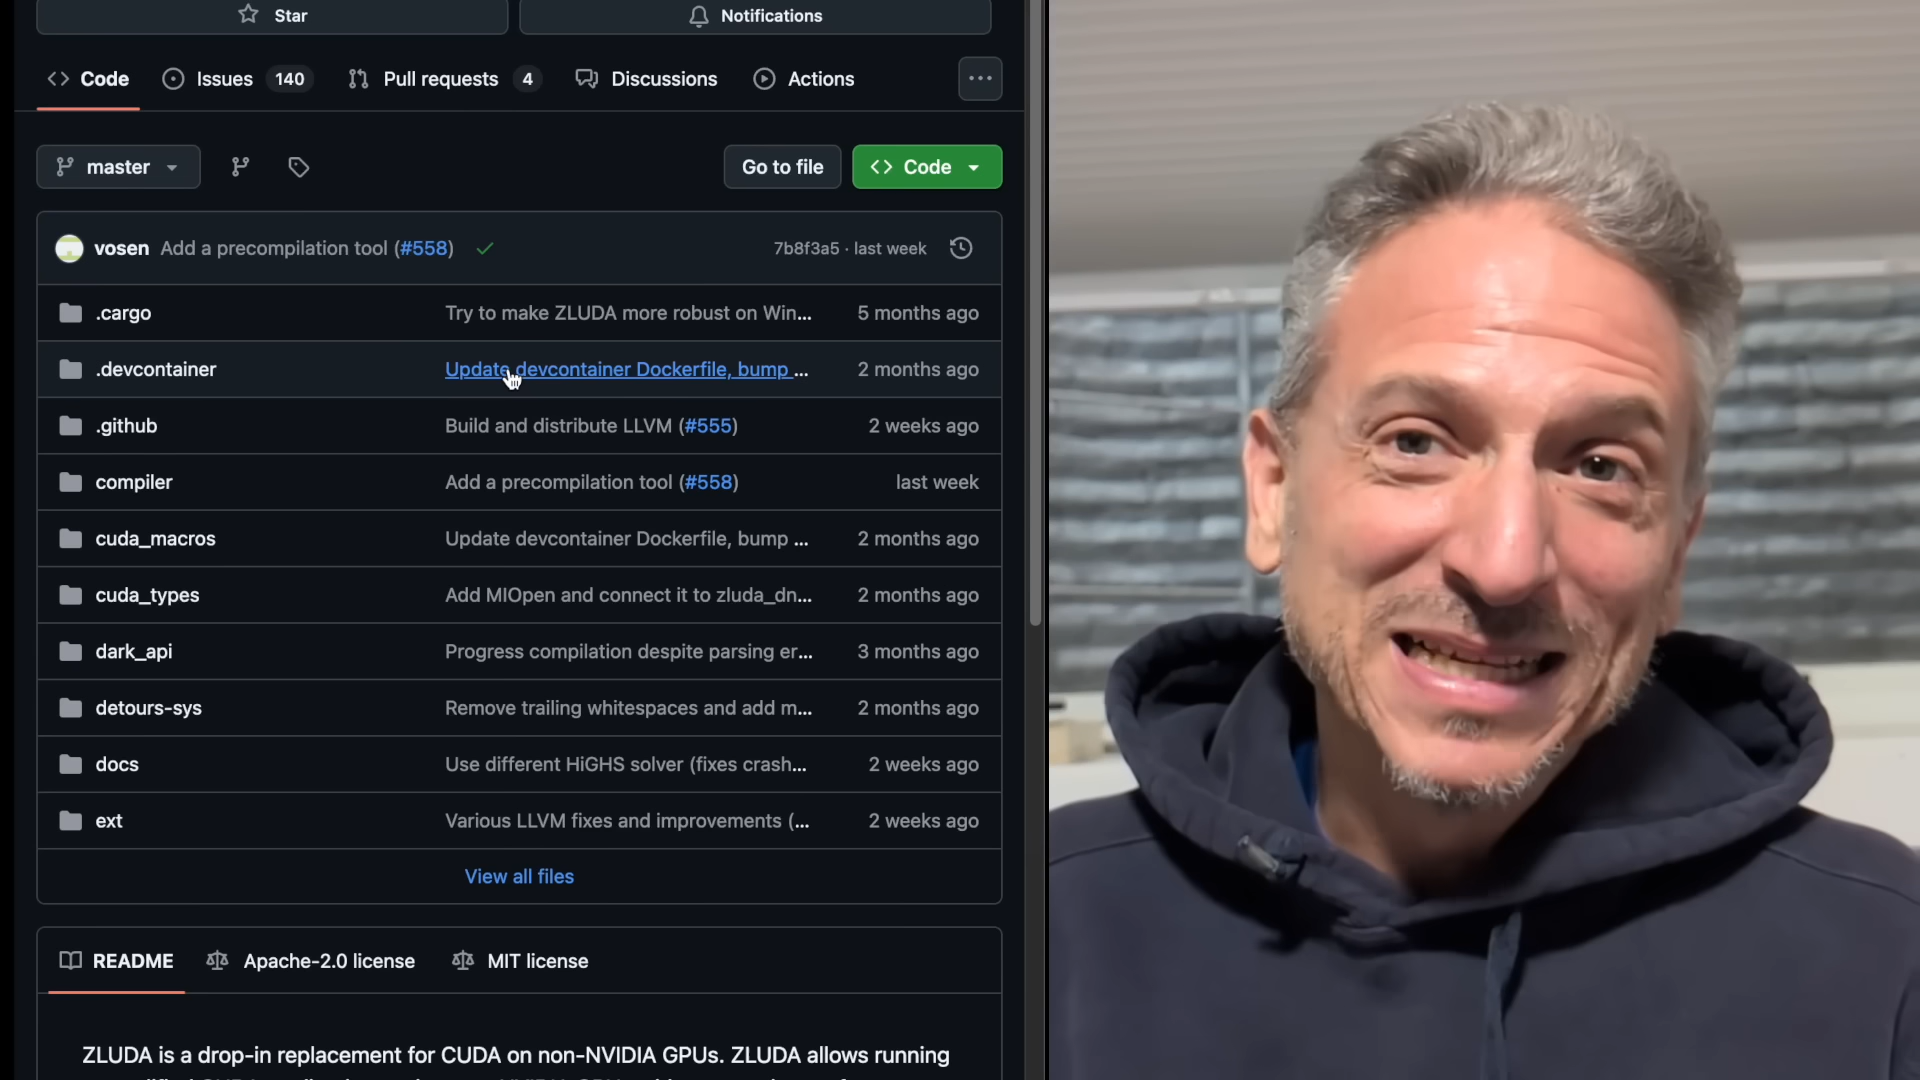 Star Notifications
Code Issues 140 Pull requests 4 Discussions Actions ...
master Go to file Code
vosen Add a precompilation tool (#558) 7b8f3a5 · last week
.cargo Try to make ZLUDA more robust on Win... 5 months ago
.devcontainer Update devcontainer Dockerfile, bump ... 2 months ago
.github Build and distribute LLVM (#555) 2 weeks ago
compiler Add a precompilation tool (#558) last week
cuda_macros Update devcontainer Dockerfile, bump ... 2 months ago
cuda_types Add MIOpen and connect it to zluda_dn... 2 months ago
dark_api Progress compilation despite parsing er... 3 months ago
detours-sys Remove trailing whitespaces and add m... 2 months ago
docs Use different HiGHS solver (fixes crash... 2 weeks ago
ext Various LLVM fixes and improvements (... 2 weeks ago
View all files
README Apache-2.0 license MIT license
ZLUDA is a drop-in replacement for CUDA on non-NVIDIA GPUs. ZLUDA allows running